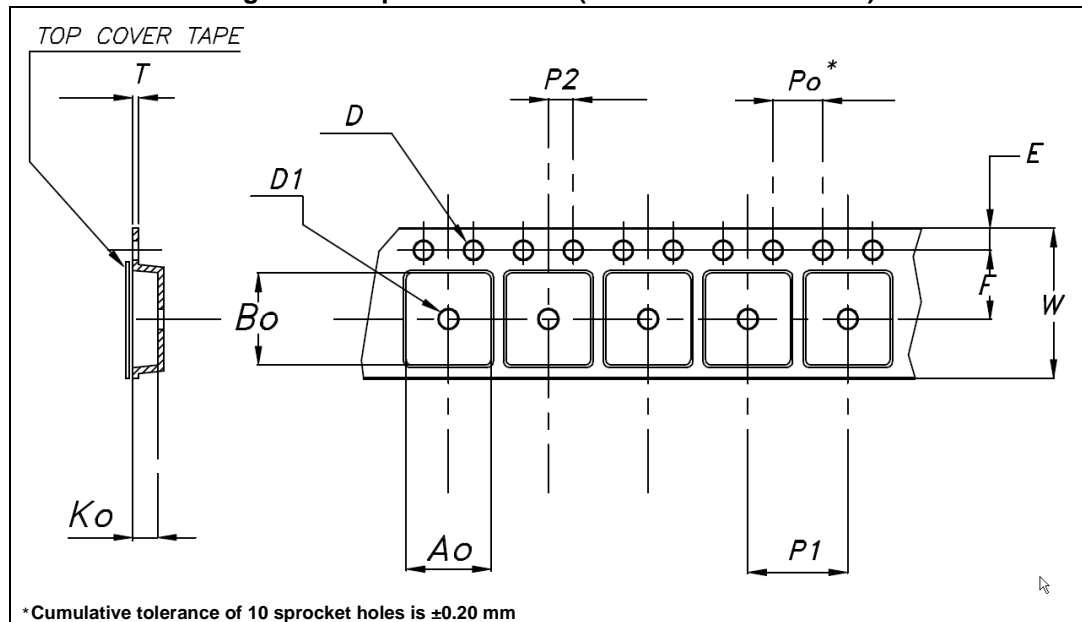 TOP COVER TAPE
T
P2
Po*
D
E
D1
F
W
Bo
Ko
Ao
P1
*Cumulative tolerance of 10 sprocket holes is ±0.20 mm